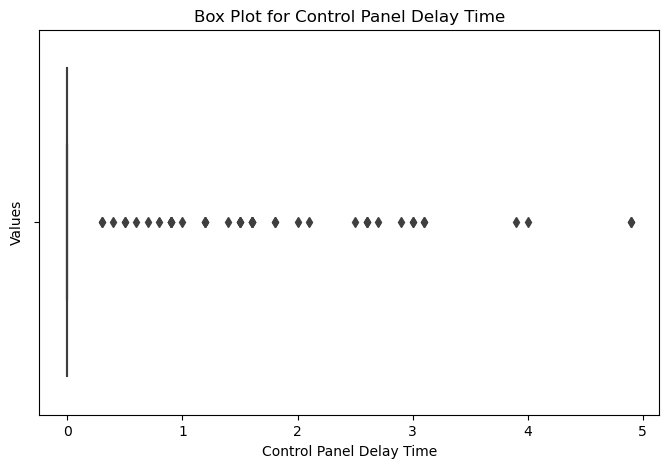 Box Plot for Control Panel Delay Time
Values
0 1 2 3 4 5
Control Panel Delay Time